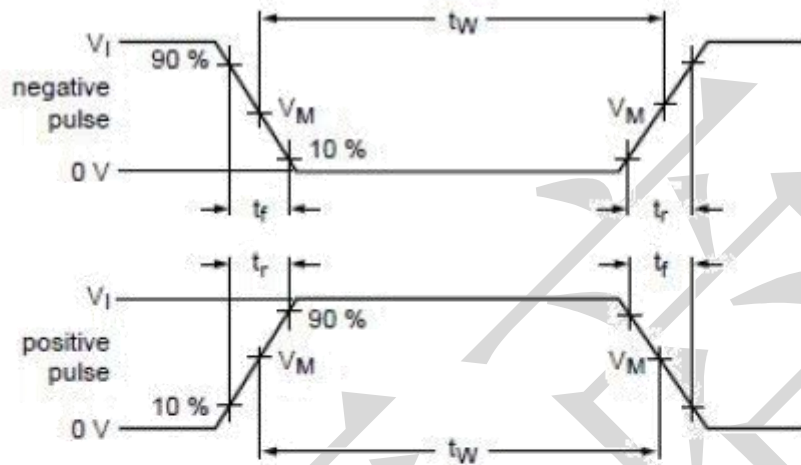 tW
VI
90 %
negative
pulse
VM
VM
10 %
0 V
tf
tr
tr
tf
VI
90 %
positive
pulse
VM
VM
10 %
0 V
tW